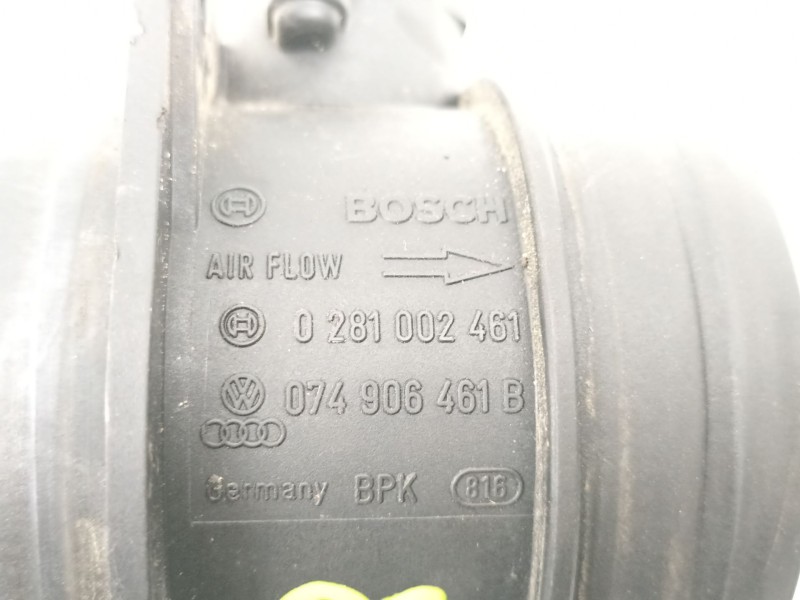 BOSCH
AIR FLOW
0 281 002 461
074 906 461 B
Germany BPK 816